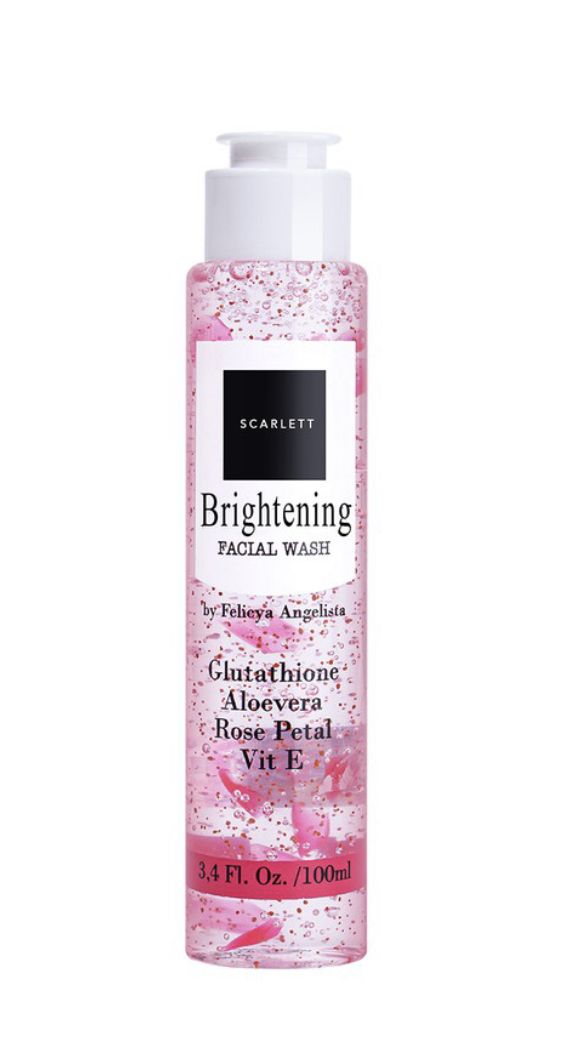 SCARLETT
Brightening
FACIAL WASH
by Felicya Angelista
Glutathione
Aloevera
Rose Petal
Vit E
3,4 Fl. Oz. /100ml